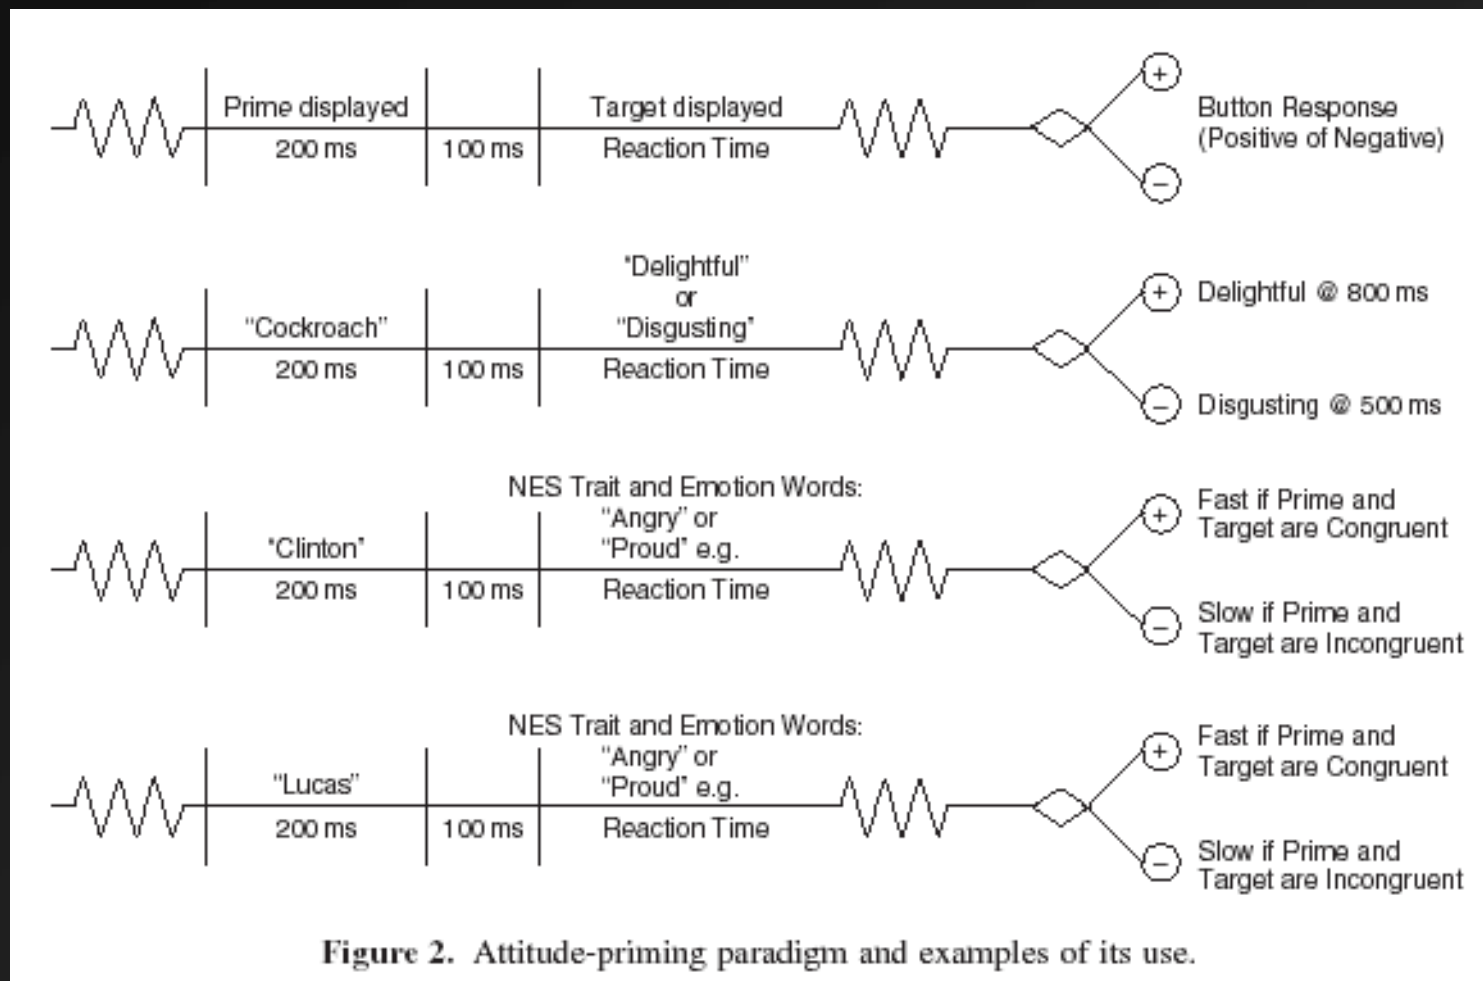 Prime displayed
200 ms
100 ms
Target displayed
Reaction Time
+
−
Button Response
(Positive of Negative)
“Cockroach”
200 ms
100 ms
“Delightful”
or
“Disgusting”
Reaction Time
+
−
Delightful @ 800 ms
Disgusting @ 500 ms
“Clinton”
200 ms
100 ms
NES Trait and Emotion Words:
“Angry” or
“Proud” e.g.
Reaction Time
+
−
Fast if Prime and
Target are Congruent
Slow if Prime and
Target are Incongruent
“Lucas”
200 ms
100 ms
NES Trait and Emotion Words:
“Angry” or
“Proud” e.g.
Reaction Time
+
−
Fast if Prime and
Target are Congruent
Slow if Prime and
Target are Incongruent
Figure 2. Attitude-priming paradigm and examples of its use.